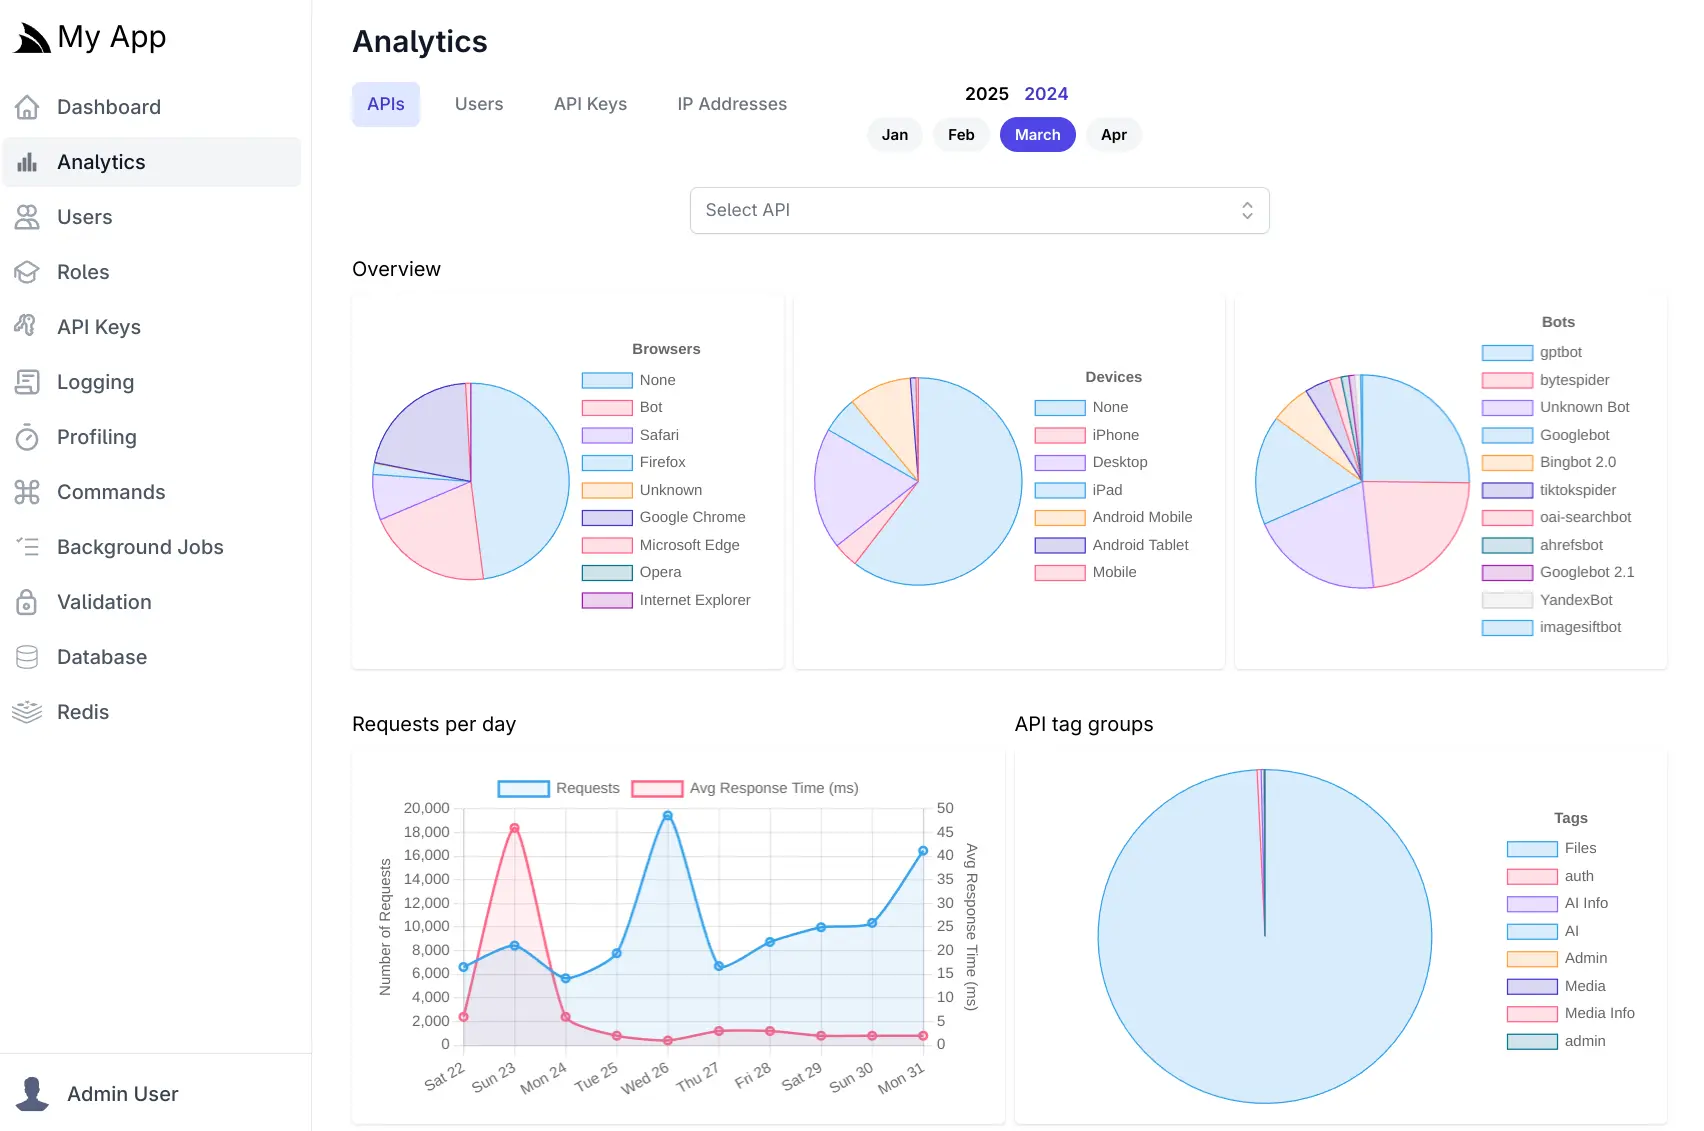 My App
Dashboard
Analytics
Users
Roles
API Keys
Logging
Profiling
Commands
Background Jobs
Validation
Database
Redis
Admin User
Analytics
APIs Users API Keys IP Addresses
2025 2024
Jan Feb March Apr
Select API
Overview
Browsers
None
Bot
Safari
Firefox
Unknown
Google Chrome
Microsoft Edge
Opera
Internet Explorer
Devices
None
iPhone
Desktop
iPad
Android Mobile
Android Tablet
Mobile
Bots
gptbot
bytespider
Unknown Bot
Googlebot
Bingbot 2.0
tiktokspider
oai-searchbot
ahrefsbot
Googlebot 2.1
YandexBot
imagesiftbot
Requests per day
Requests Avg Response Time (ms)
Number of Requests
20,000
18,000
16,000
14,000
12,000
10,000
8,000
6,000
4,000
2,000
0
50
45
40
35
30
25
20
15
10
5
0
Avg Response Time (ms)
Sat 22 Sun 23 Mon 24 Tue 25 Wed 26 Thu 27 Fri 28 Sat 29 Sun 30 Mon 31
API tag groups
Tags
Files
auth
AI Info
AI
Admin
Media
Media Info
admin